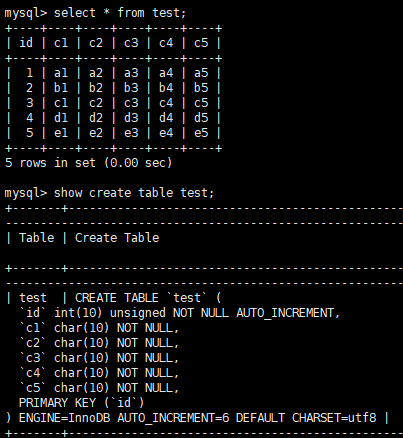 mysql> select * from test;
+----+----+----+----+----+----+
| id | c1 | c2 | c3 | c4 | c5 |
+----+----+----+----+----+----+
|  1 | a1 | a2 | a3 | a4 | a5 |
|  2 | b1 | b2 | b3 | b4 | b5 |
|  3 | c1 | c2 | c3 | c4 | c5 |
|  4 | d1 | d2 | d3 | d4 | d5 |
|  5 | e1 | e2 | e3 | e4 | e5 |
+----+----+----+----+----+----+
5 rows in set (0.00 sec)
mysql> show create table test;
+-------+------------------------------------------------
---------------------------------------------------------
| Table | Create Table
+-------+------------------------------------------------
---------------------------------------------------------
| test  | CREATE TABLE `test` (
  `id` int(10) unsigned NOT NULL AUTO_INCREMENT,
  `c1` char(10) NOT NULL,
  `c2` char(10) NOT NULL,
  `c3` char(10) NOT NULL,
  `c4` char(10) NOT NULL,
  `c5` char(10) NOT NULL,
  PRIMARY KEY (`id`)
) ENGINE=InnoDB AUTO_INCREMENT=6 DEFAULT CHARSET=utf8 |
+-------+------------------------------------------------